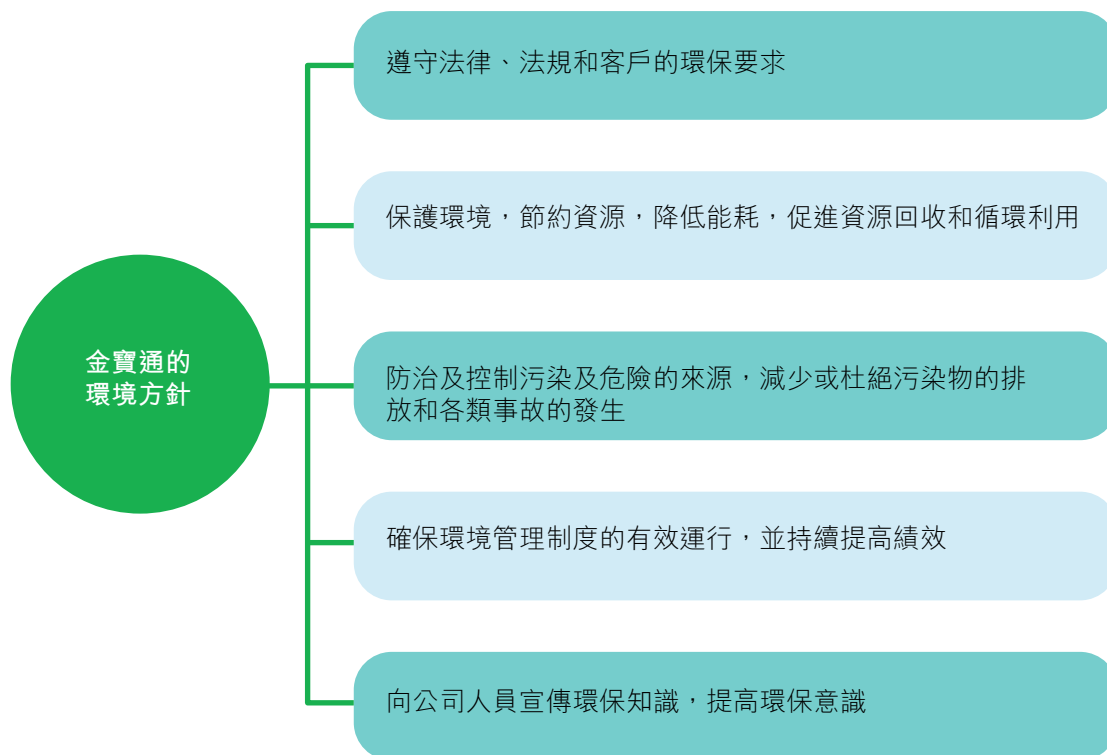 遵守法律、法規和客戶的環保要求
保護環境，節約資源，降低能耗，促進資源回收和循環利用
金寶通的
環境方針
防治及控制污染及危險的來源，減少或杜絕污染物的排
放和各類事故的發生
確保環境管理制度的有效運行，並持續提高績效
向公司人員宣傳環保知識，提高環保意識